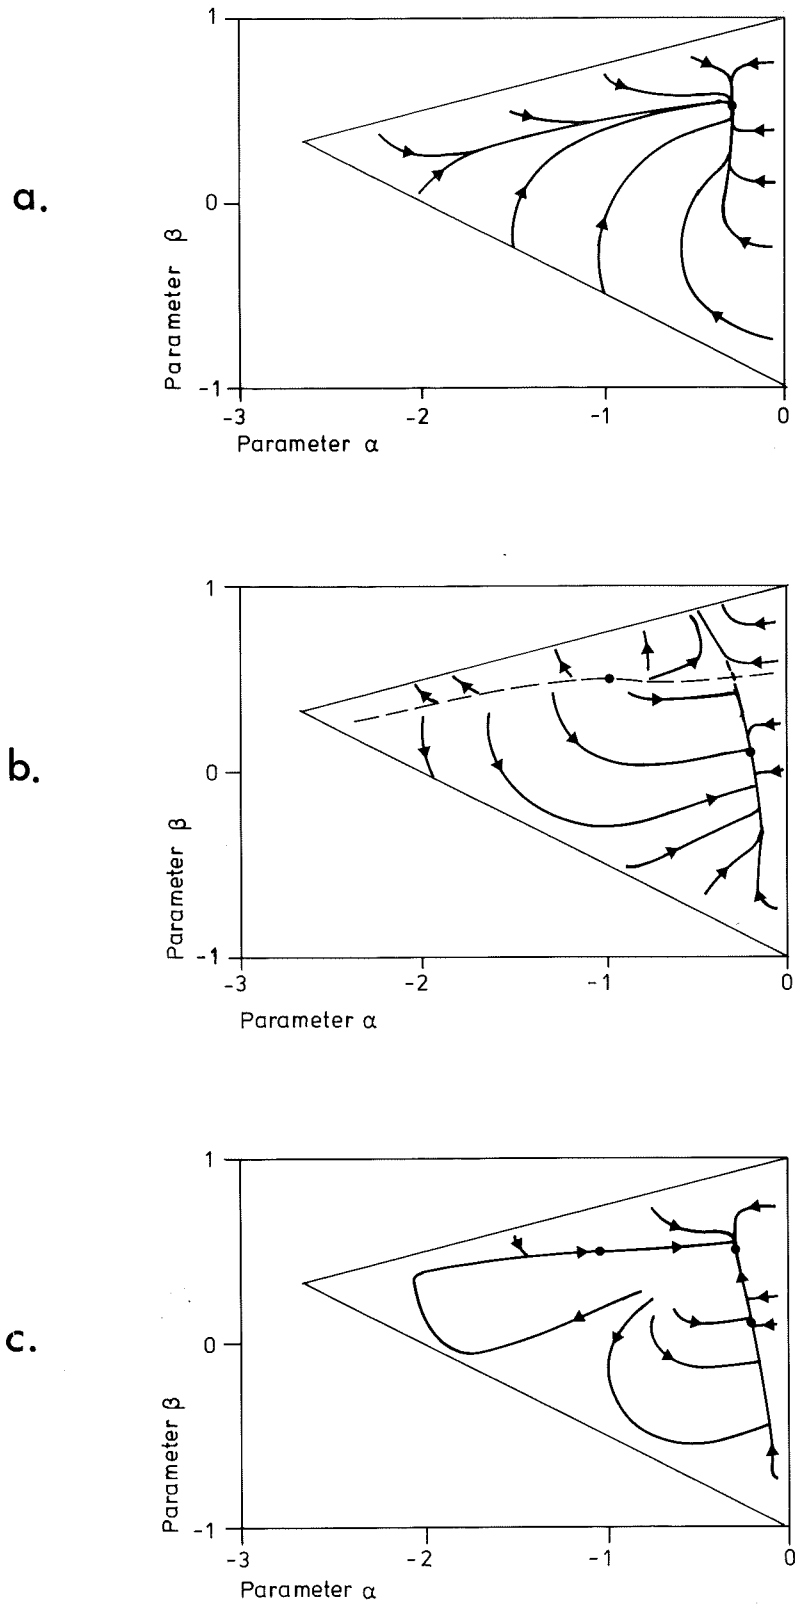 1
a.
0
Parameter β
-1
-3
-2
-1
0
Parameter α
1
b.
0
Parameter β
-1
-3
-2
-1
0
Parameter α
1
c.
0
Parameter β
-1
-3
-2
-1
0
Parameter α